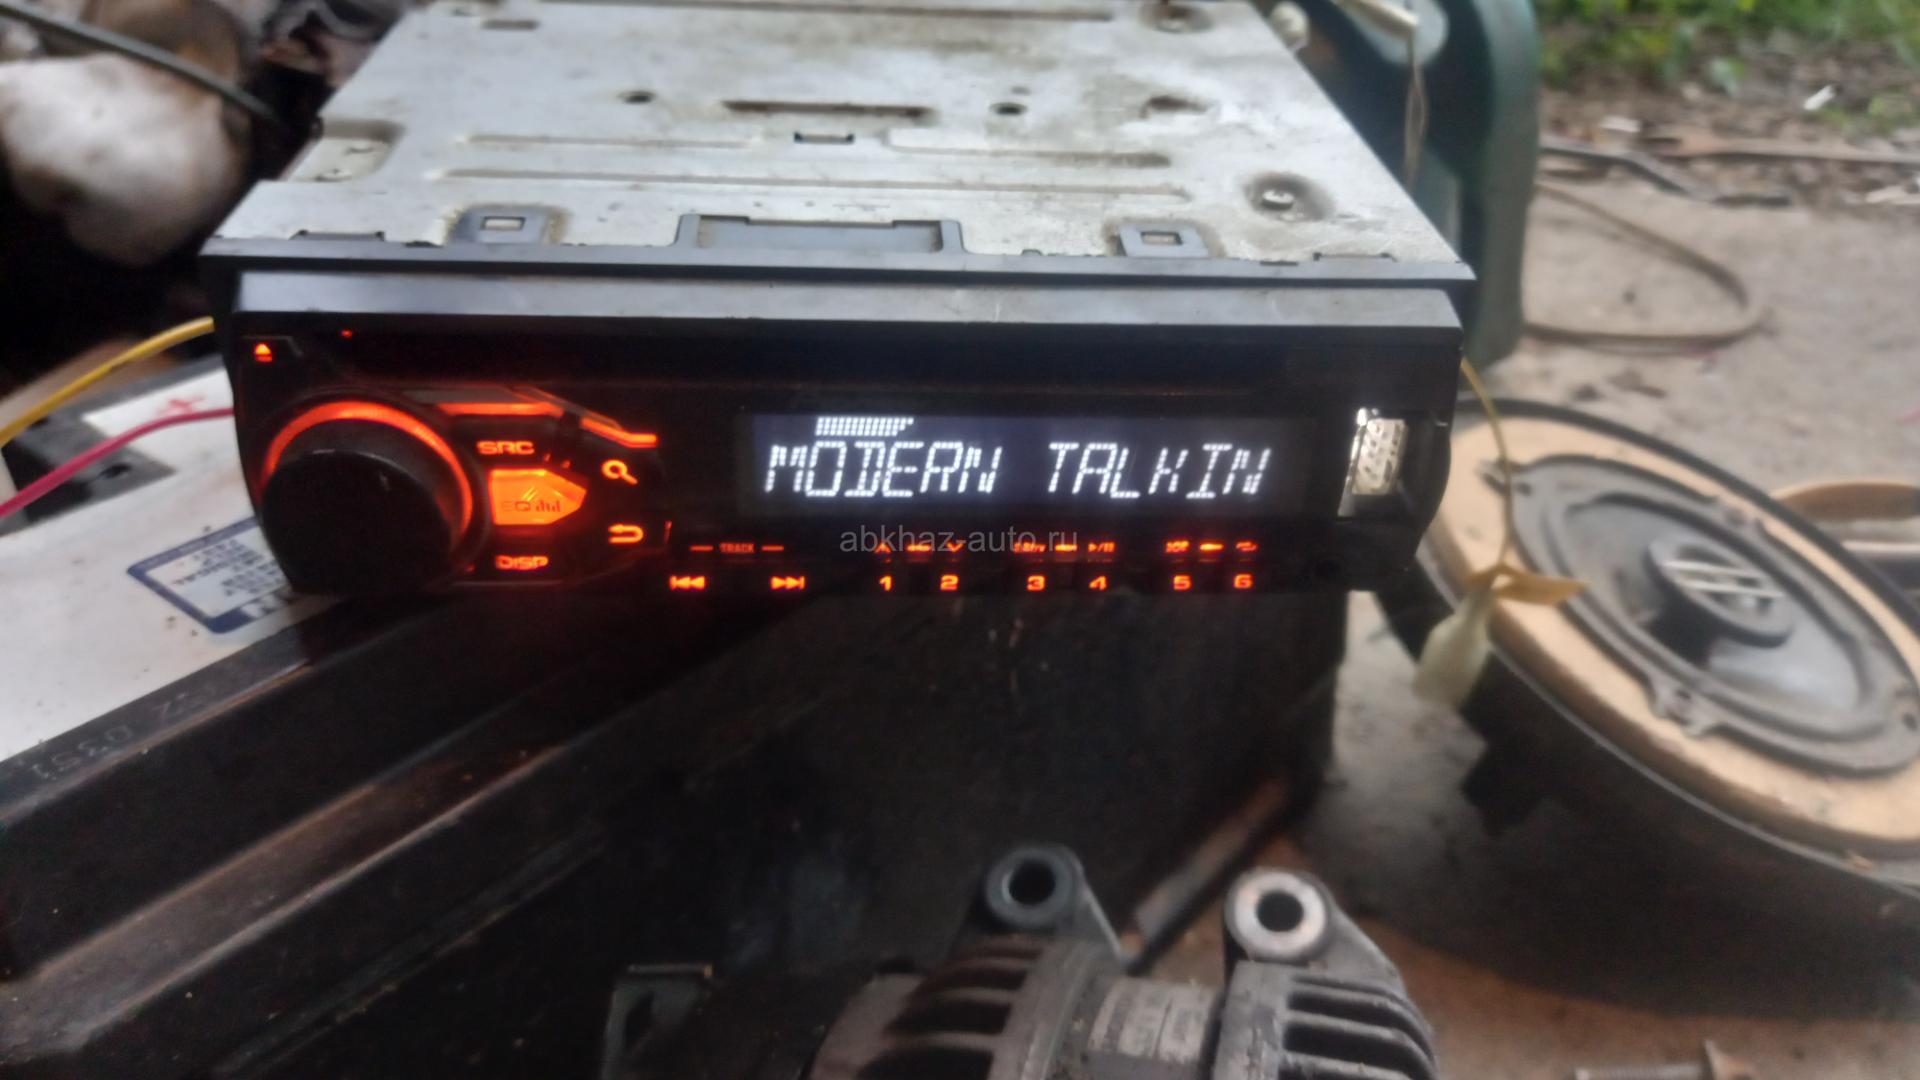 SRC
EQ
DISP
MODERN TALKIN
TRACK
1 2 3 4 5 6
abkhaz-auto.ru